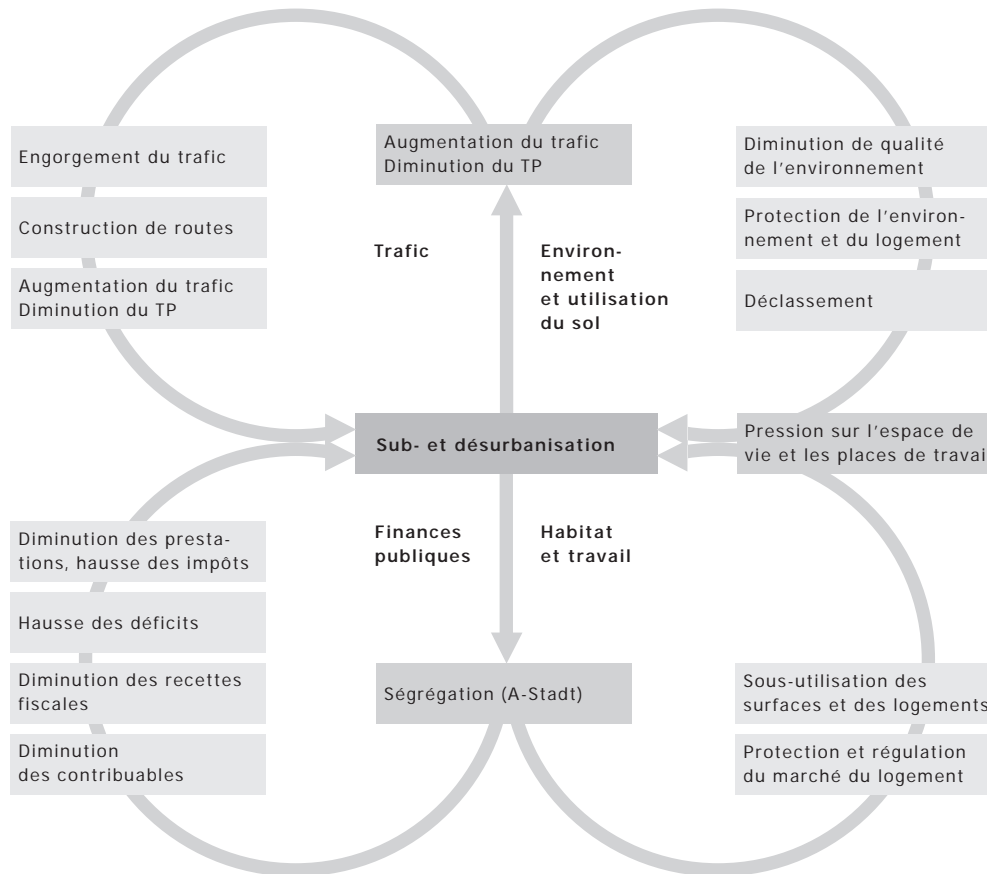 Augmentation du trafic
Diminution du TP
Engorgement du trafic
Construction de routes
Augmentation du trafic
Diminution du TP
Diminution de qualité
de l'environnement
Protection de l'environ-
nement et du logement
Déclassement
Trafic
Environ-
nement
et utilisation
du sol
Sub- et désurbanisation
Pression sur l'espace de
vie et les places de travail
Finances
publiques
Habitat
et travail
Diminution des presta-
tions, hausse des impôts
Hausse des déficits
Diminution des recettes
fiscales
Diminution
des contribuables
Ségrégation (A-Stadt)
Sous-utilisation des
surfaces et des logements
Protection et régulation
du marché du logement